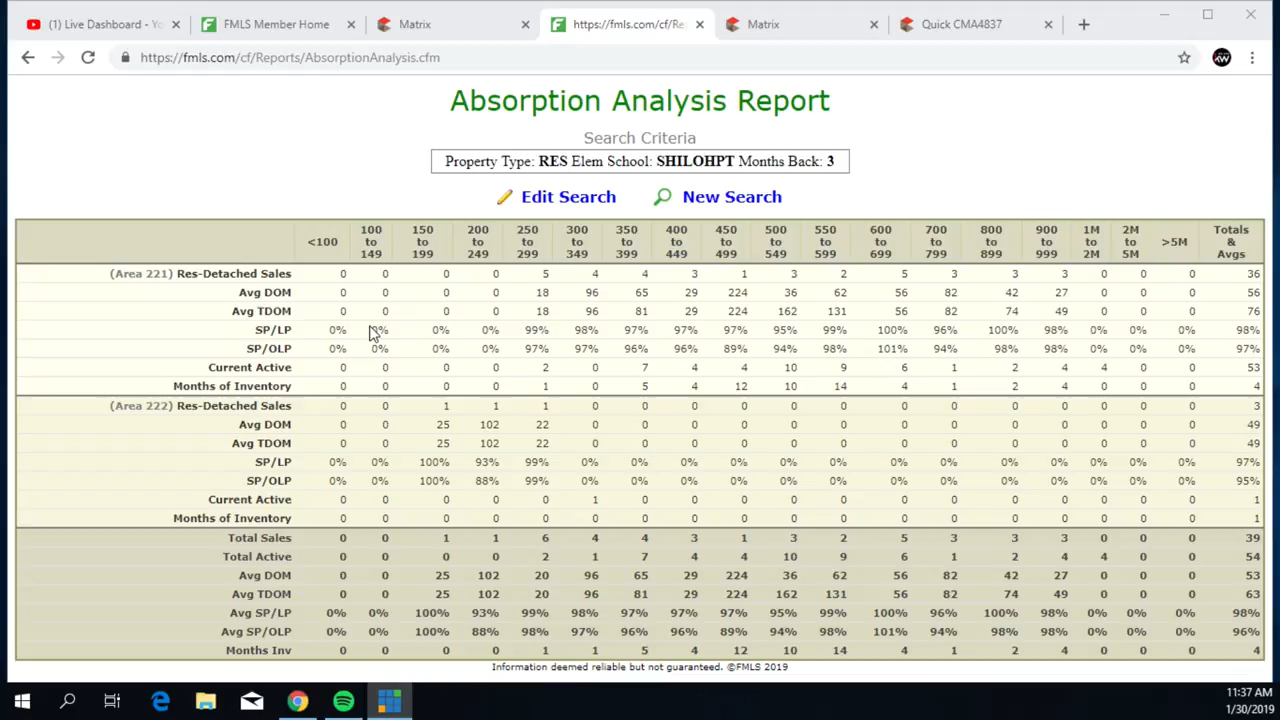 (1) Live Dashboard - Yo
FMLS Member Home
Matrix
https://fmls.com/cf/Re
Matrix
Quick CMA4837
https://fmls.com/cf/Reports/AbsorptionAnalysis.cfm
Absorption Analysis Report
Search Criteria
Property Type: RES Elem School: SHILOHPT Months Back: 3
Edit Search New Search
<100 100 to 149 150 to 199 200 to 249 250 to 299 300 to 349 350 to 399 400 to 449 450 to 499 500 to 549 550 to 599 600 to 699 700 to 799 800 to 899 900 to 999 1M to 2M 2M to 5M >5M Totals & Avgs
(Area 221) Res-Detached Sales 0 0 0 0 5 4 4 3 1 3 2 5 3 3 3 0 0 0 36
Avg DOM 0 0 0 0 18 96 65 29 224 36 62 56 82 42 27 0 0 0 56
Avg TDOM 0 0 0 0 18 96 81 29 224 162 131 56 82 74 49 0 0 0 76
SP/LP 0% 0% 0% 0% 99% 98% 97% 97% 97% 95% 99% 100% 96% 100% 98% 0% 0% 0% 98%
SP/OLP 0% 0% 0% 0% 97% 97% 96% 96% 89% 94% 98% 101% 94% 98% 98% 0% 0% 0% 97%
Current Active 0 0 0 0 2 0 7 4 4 10 9 6 1 2 4 4 0 0 53
Months of Inventory 0 0 0 0 1 0 5 4 12 10 14 4 1 2 4 0 0 0 4
(Area 222) Res-Detached Sales 0 0 1 1 1 0 0 0 0 0 0 0 0 0 0 0 0 0 3
Avg DOM 0 0 25 102 22 0 0 0 0 0 0 0 0 0 0 0 0 0 49
Avg TDOM 0 0 25 102 22 0 0 0 0 0 0 0 0 0 0 0 0 0 49
SP/LP 0% 0% 100% 93% 99% 0% 0% 0% 0% 0% 0% 0% 0% 0% 0% 0% 0% 0% 97%
SP/OLP 0% 0% 100% 88% 99% 0% 0% 0% 0% 0% 0% 0% 0% 0% 0% 0% 0% 0% 95%
Current Active 0 0 0 0 0 1 0 0 0 0 0 0 0 0 0 0 0 0 1
Months of Inventory 0 0 0 0 0 0 0 0 0 0 0 0 0 0 0 0 0 0 1
Total Sales 0 0 1 1 6 4 4 3 1 3 2 5 3 3 3 0 0 0 39
Total Active 0 0 0 0 2 1 7 4 4 10 9 6 1 2 4 4 0 0 54
Avg DOM 0 0 25 102 20 96 65 29 224 36 62 56 82 42 27 0 0 0 53
Avg TDOM 0 0 25 102 20 96 81 29 224 162 131 56 82 74 49 0 0 0 63
Avg SP/LP 0% 0% 100% 93% 99% 98% 97% 97% 97% 95% 99% 100% 96% 100% 98% 0% 0% 0% 98%
Avg SP/OLP 0% 0% 100% 88% 98% 97% 96% 96% 89% 94% 98% 101% 94% 98% 98% 0% 0% 0% 96%
Months Inv 0 0 0 0 1 1 5 4 12 10 14 4 1 2 4 0 0 0 4
Information deemed reliable but not guaranteed. ©FMLS 2019
11:37 AM
1/30/2019